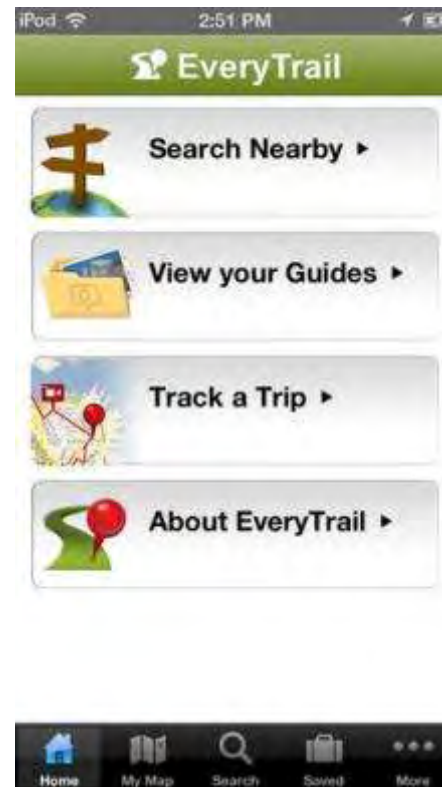 iPod 2:51 PM
EveryTrail
Search Nearby
View your Guides
Track a Trip
About EveryTrail
Home My Map Search Saved More